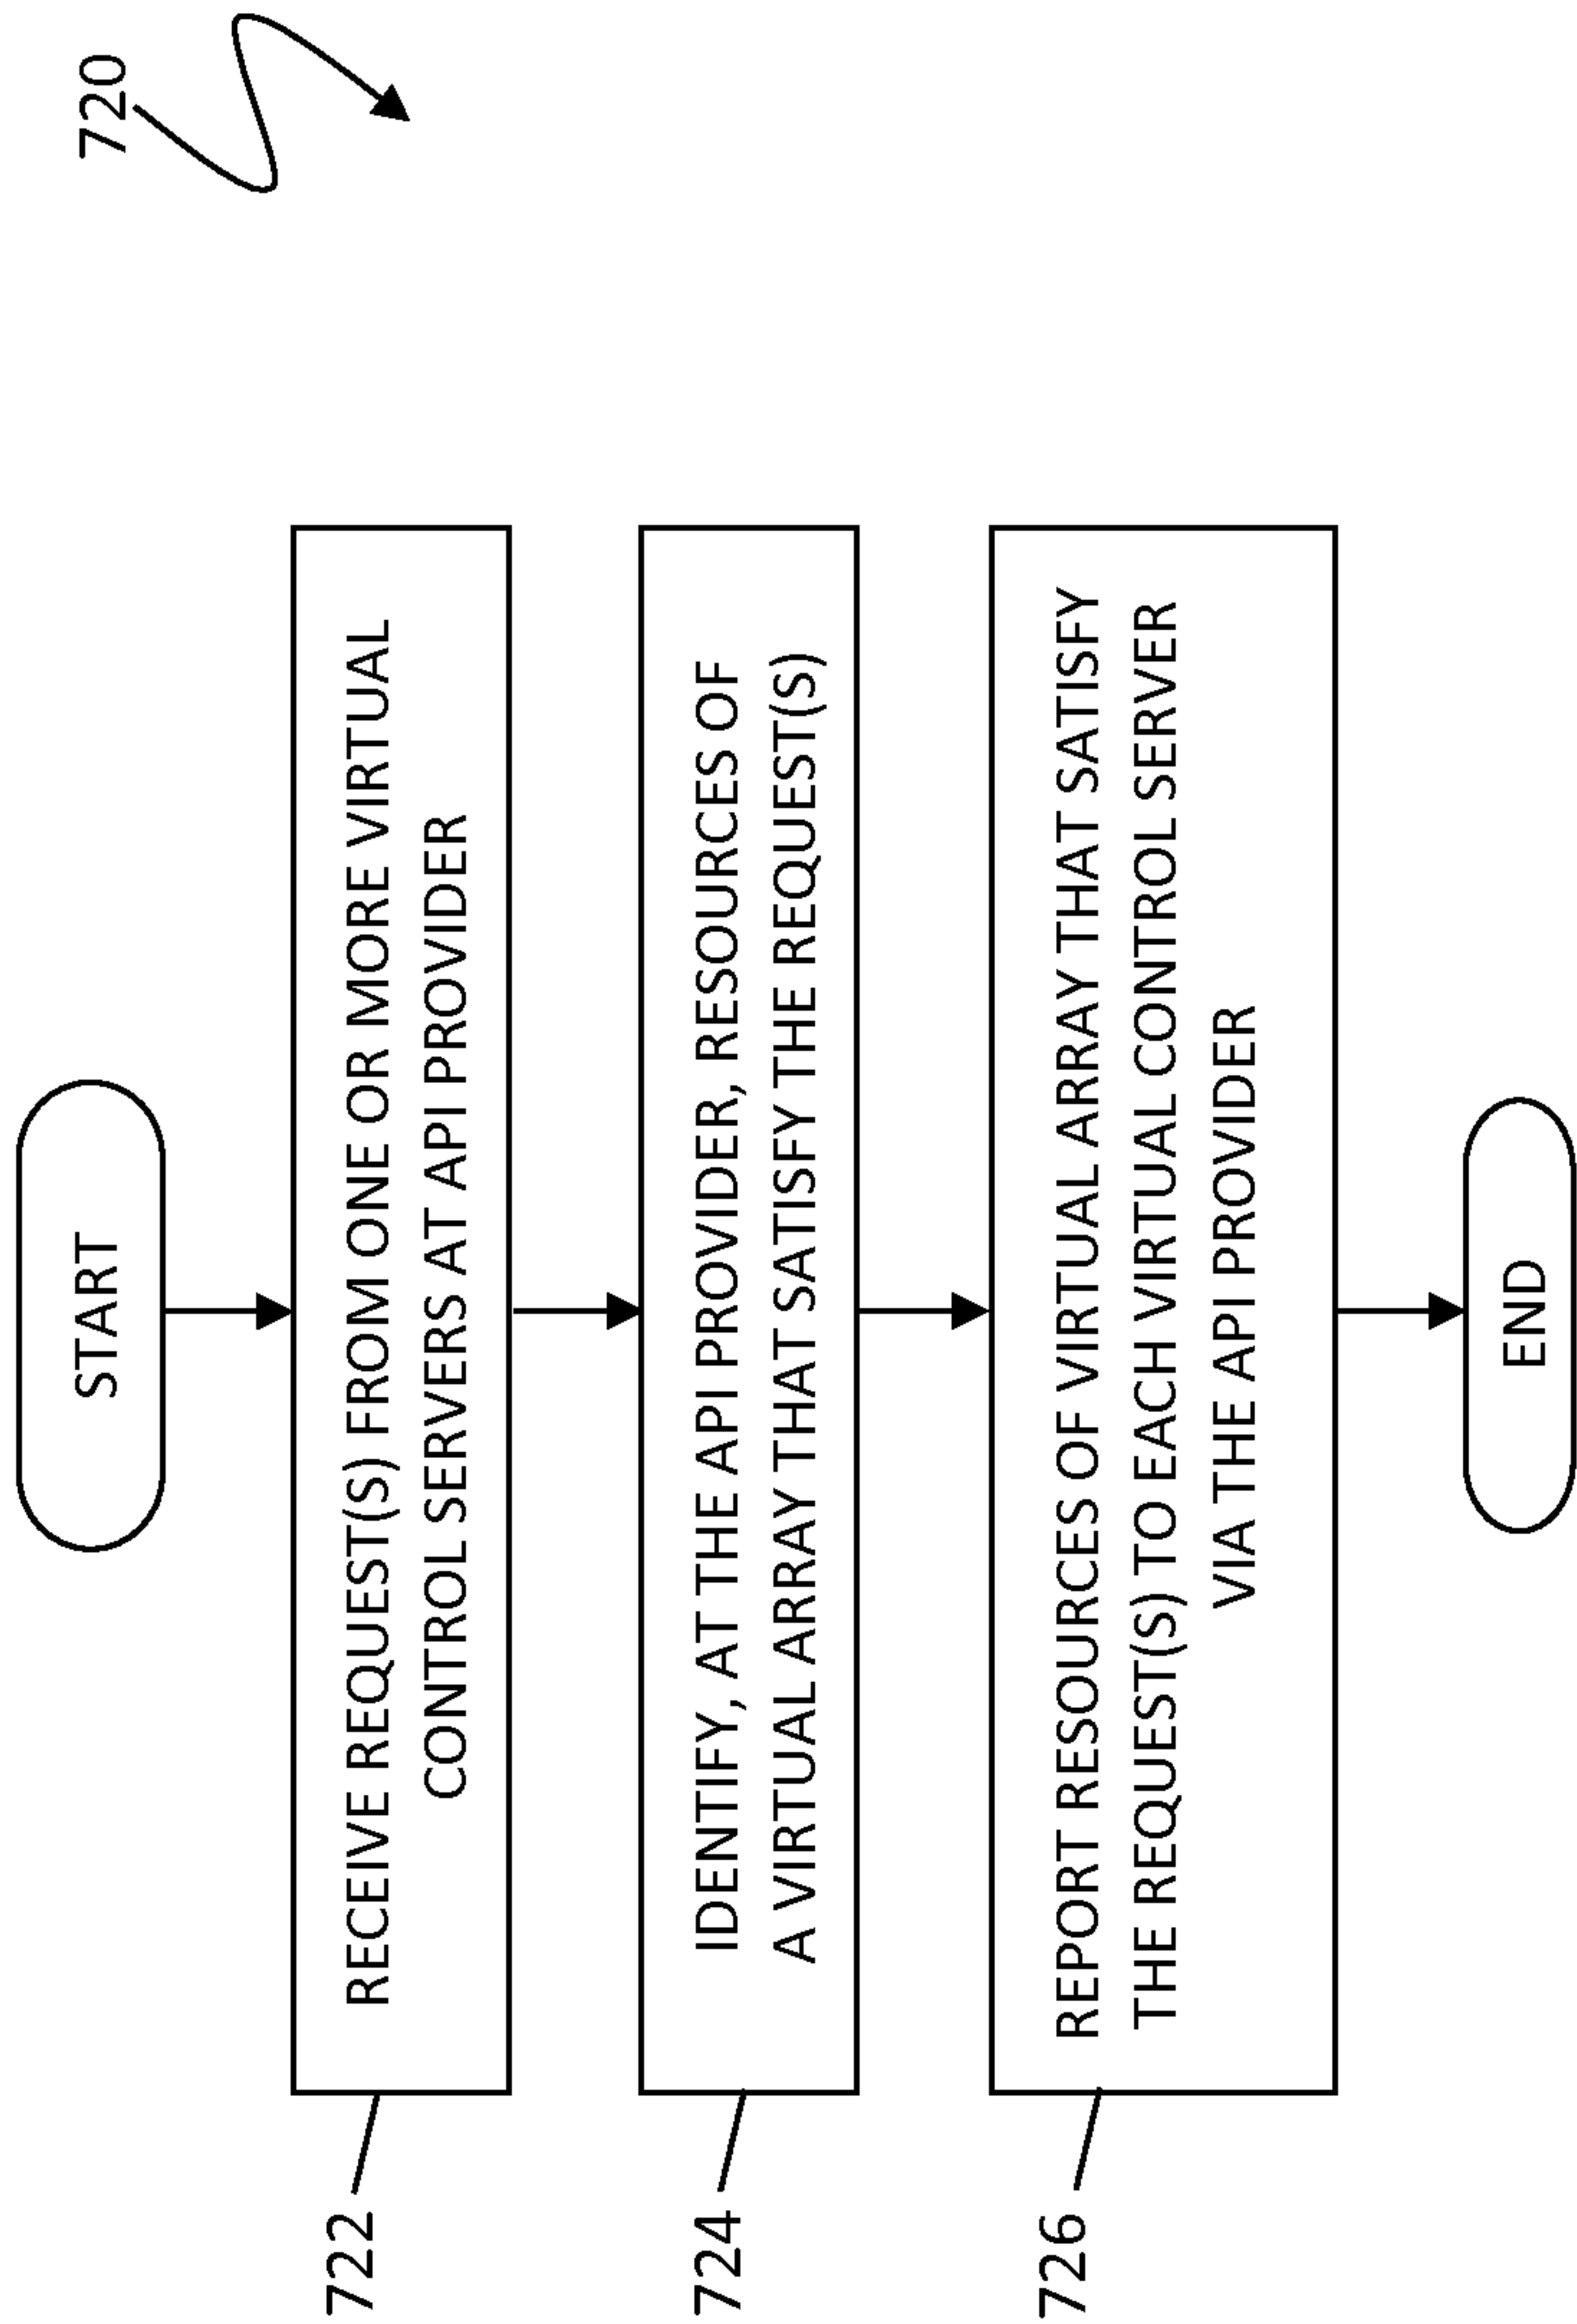 720
START
722
RECEIVE REQUEST(S) FROM ONE OR MORE VIRTUAL
CONTROL SERVERS AT API PROVIDER
724
IDENTIFY, AT THE API PROVIDER, RESOURCES OF
A VIRTUAL ARRAY THAT SATISFY THE REQUEST(S)
726
REPORT RESOURCES OF VIRTUAL ARRAY THAT SATISFY
THE REQUEST(S) TO EACH VIRTUAL CONTROL SERVER
VIA THE API PROVIDER
END